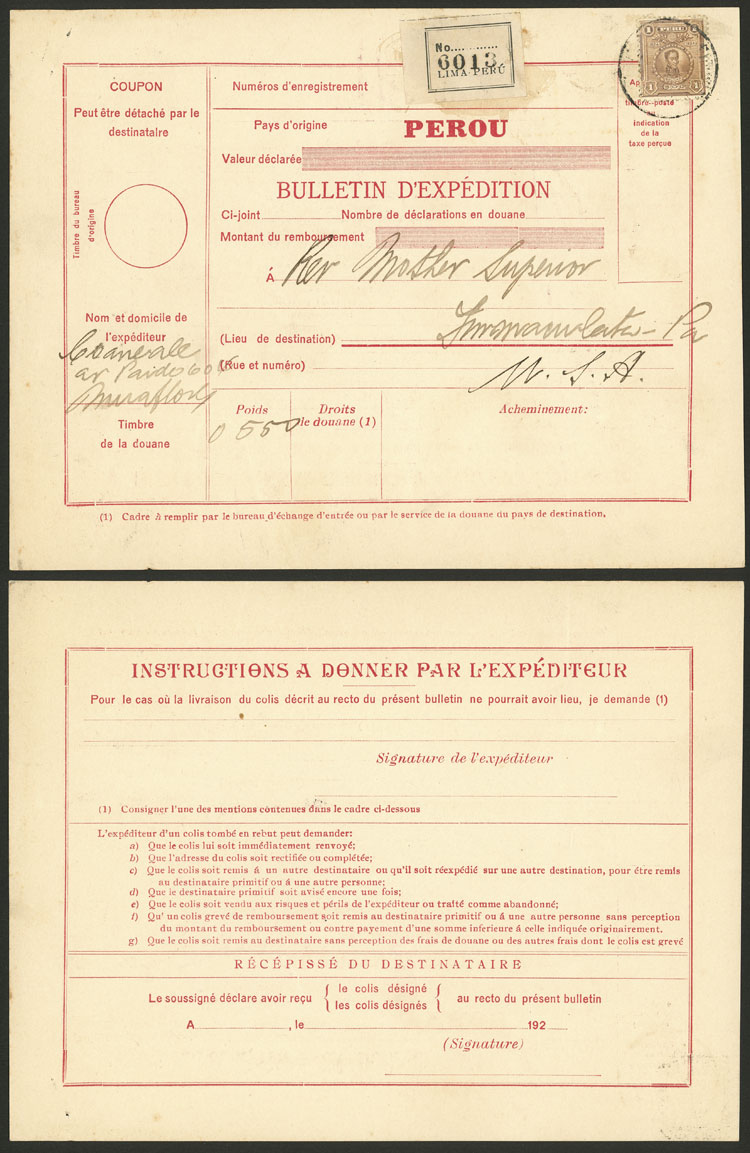 No............
6013.
LIMA-PERÚ
PERU
1 1
COUPON
Peut être détaché par le
destinataire
Timbre du bureau
d'origine
Nom et domicile de
l'expéditeur
60
Miraflores
Timbre
de la douane
Numéros d'enregistrement
Pays d'origine PEROU
Valeur déclarée
BULLETIN D'EXPÉDITION
Ci-joint Nombre de déclarations en douane
Montant du remboursement
timbre-poste
indication
de la
taxe perçue
Á Rev Mother Superior
(Lieu de destination) Pa
(Rue et numéro) U. S. A.
Poids
0 550
Droits
de douane (1)
Acheminement:
(1) Cadre à remplir par le bureau d'échange d'entrée ou par le service de la douane du pays de destination.
INSTRUCTIONS A DONNER PAR L'EXPÉDITEUR
Pour le cas où la livraison du colis décrit au recto du présent bulletin ne pourrait avoir lieu, je demande (1)
Signature de l'expéditeur
(1) Consigner l'une des mentions contenues dans le cadre ci-dessous
L'expéditeur d'un colis tombé en rebut peut demander:
a) Que le colis lui soit immédiatement renvoyé;
b) Que l'adresse du colis soit rectifiée ou complétée;
c) Que le colis soit remis á un autre destinataire ou qu'il soit réexpédié sur une autre destination, pour étre remis
au destinataire primitif ou á une autre personne;
d) Que le destinataire primitif soit avisé encore une fois;
e) Que le colis soit vendu aux risques et périls de l'expéditeur ou traité comme abandonné;
f) Qu' un colis grevé de remboursement soit remis au destinataire primitif ou á une autre personne sans perception
du montant du remboursement ou contre payement d'une somme inferieure á celle indiquée originairement.
g) Que le colis soit remis au destinataire sans perception des frais de douane ou des autres frais dont le colis est grevé
RÉCÉPISSÉ DU DESTINATAIRE
Le soussigné déclare avoir reçu { le colis désigné / les colis désignés } au recto du présent bulletin
A , le 192
(Signature)